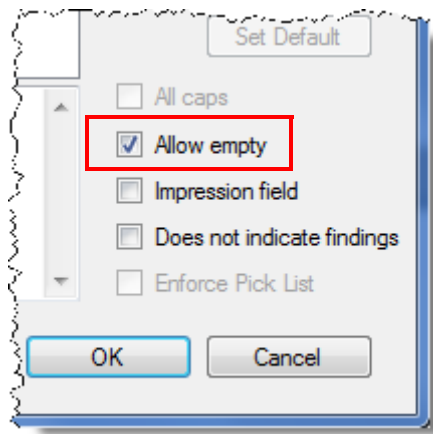 Set Default
All caps
Allow empty
Impression field
Does not indicate findings
Enforce Pick List
OK Cancel